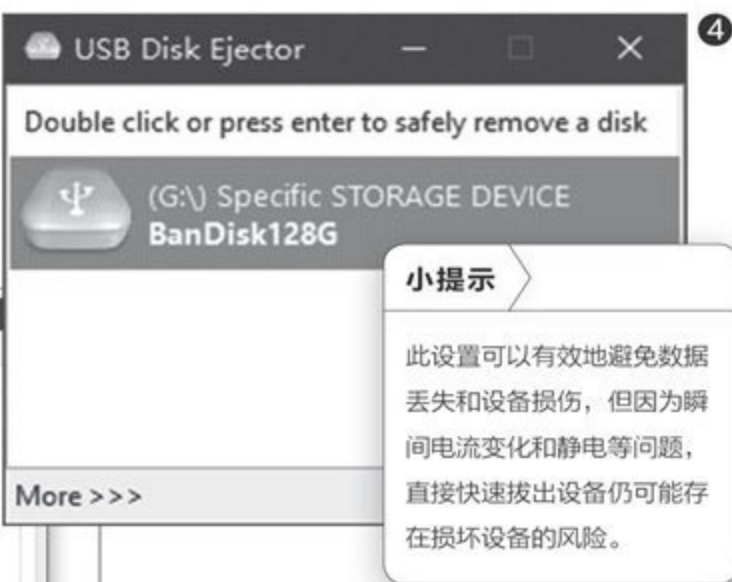 USB Disk Ejector
④
Double click or press enter to safely remove a disk
(G:\) Specific STORAGE DEVICE
BanDisk128G
小提示
此设置可以有效地避免数据
丢失和设备损伤，但因为瞬
间电流变化和静电等问题，
直接快速拔出设备仍可能存
在损坏设备的风险。
More >>>